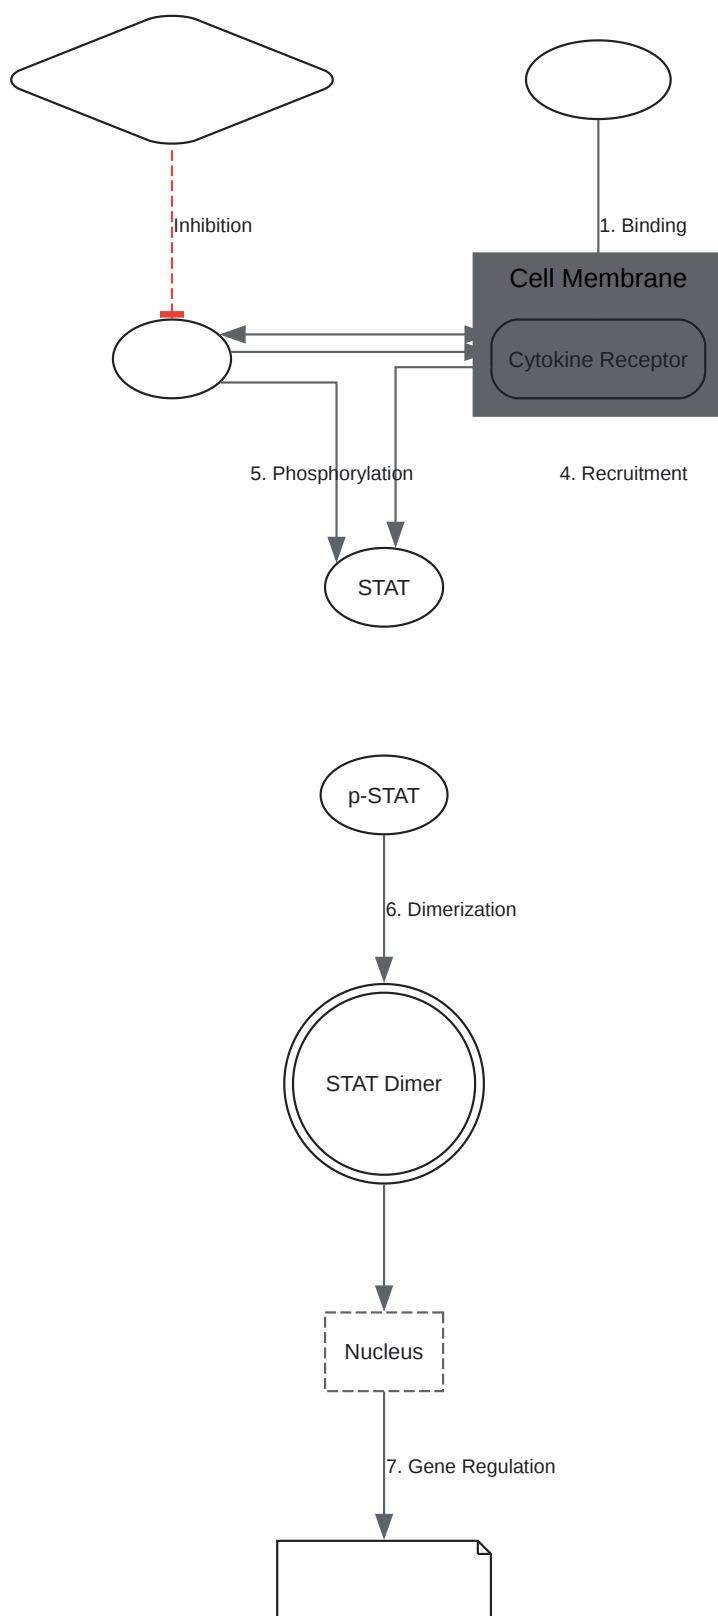 Inhibition
1. Binding
Cell Membrane
Cytokine Receptor
5. Phosphorylation
4. Recruitment
STAT
p-STAT
6. Dimerization
STAT Dimer
Nucleus
7. Gene Regulation